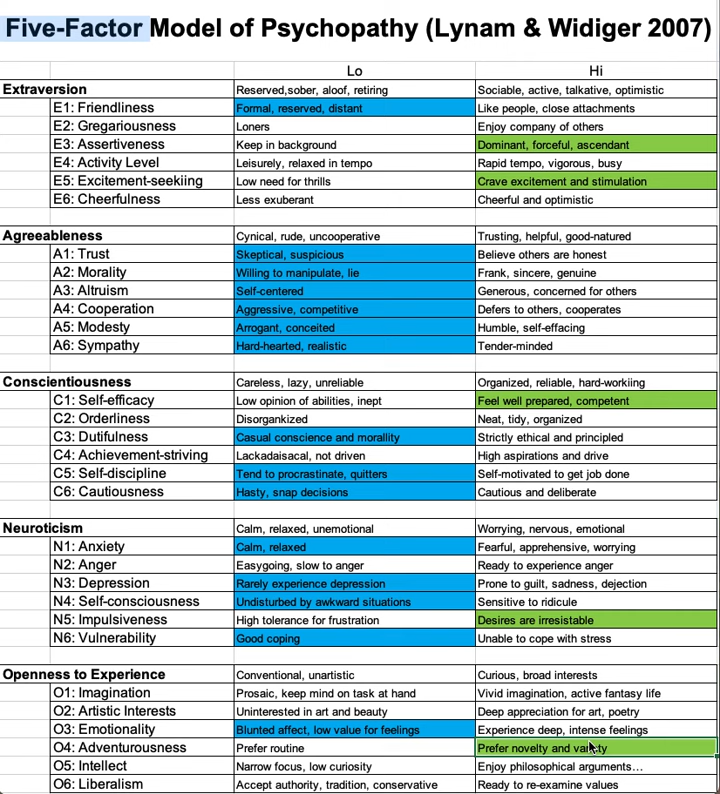 Five-Factor Model of Psychopathy (Lynam & Widiger 2007)
Lo Hi
Extraversion Reserved,sober, aloof, retiring Sociable, active, talkative, optimistic
E1: Friendliness Formal, reserved, distant Like people, close attachments
E2: Gregariousness Loners Enjoy company of others
E3: Assertiveness Keep in background Dominant, forceful, ascendant
E4: Activity Level Leisurely, relaxed in tempo Rapid tempo, vigorous, busy
E5: Excitement-seekiing Low need for thrills Crave excitement and stimulation
E6: Cheerfulness Less exuberant Cheerful and optimistic
Agreeableness Cynical, rude, uncooperative Trusting, helpful, good-natured
A1: Trust Skeptical, suspicious Believe others are honest
A2: Morality Willing to manipulate, lie Frank, sincere, genuine
A3: Altruism Self-centered Generous, concerned for others
A4: Cooperation Aggressive, competitive Defers to others, cooperates
A5: Modesty Arrogant, conceited Humble, self-effacing
A6: Sympathy Hard-hearted, realistic Tender-minded
Conscientiousness Careless, lazy, unreliable Organized, reliable, hard-workiing
C1: Self-efficacy Low opinion of abilities, inept Feel well prepared, competent
C2: Orderliness Disorgankized Neat, tidy, organized
C3: Dutifulness Casual conscience and morallity Strictly ethical and principled
C4: Achievement-striving Lackadaisacal, not driven High aspirations and drive
C5: Self-discipline Tend to procrastinate, quitters Self-motivated to get job done
C6: Cautiousness Hasty, snap decisions Cautious and deliberate
Neuroticism Calm, relaxed, unemotional Worrying, nervous, emotional
N1: Anxiety Calm, relaxed Fearful, apprehensive, worrying
N2: Anger Easygoing, slow to anger Ready to experience anger
N3: Depression Rarely experience depression Prone to guilt, sadness, dejection
N4: Self-consciousness Undisturbed by awkward situations Sensitive to ridicule
N5: Impulsiveness High tolerance for frustration Desires are irresistable
N6: Vulnerability Good coping Unable to cope with stress
Openness to Experience Conventional, unartistic Curious, broad interests
O1: Imagination Prosaic, keep mind on task at hand Vivid imagination, active fantasy life
O2: Artistic Interests Uninterested in art and beauty Deep appreciation for art, poetry
O3: Emotionality Blunted affect, low value for feelings Experience deep, intense feelings
O4: Adventurousness Prefer routine Prefer novelty and variety
O5: Intellect Narrow focus, low curiosity Enjoy philosophical arguments…
O6: Liberalism Accept authority, tradition, conservative Ready to re-examine values